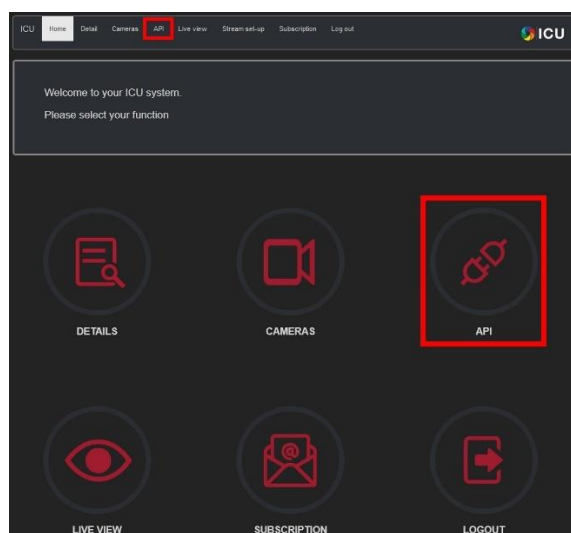 ICU Home Detail Cameras API Live view Stream set-up Subscription Log out ICU
Welcome to your ICU system.
Please select your function
DETAILS CAMERAS API
@
LIVE VIEW SUBSCRIPTION LOGOUT